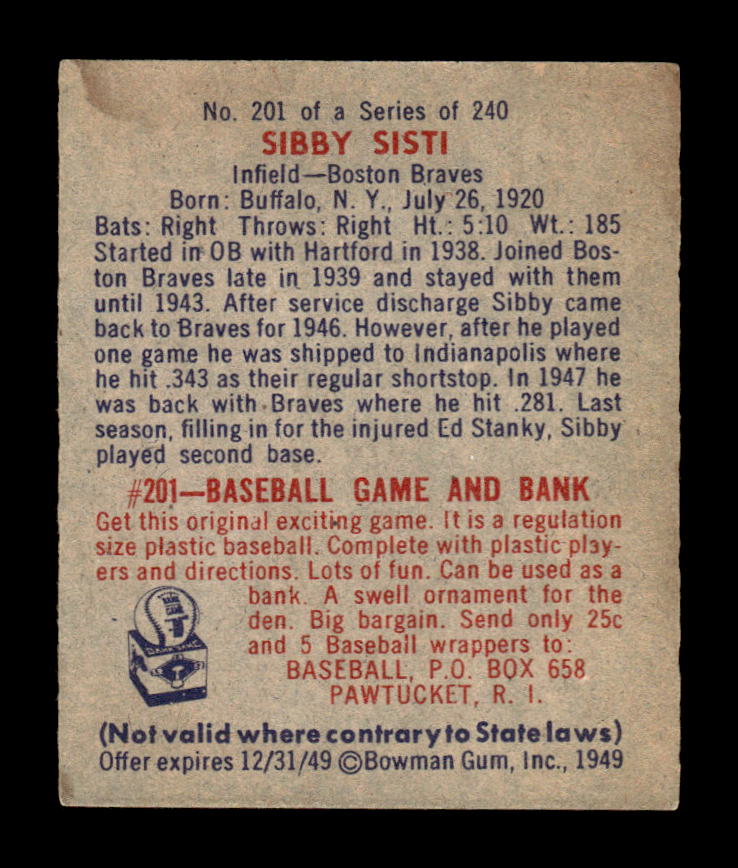 No. 201 of a Series of 240
SIBBY SISTI
Infield—Boston Braves
Born: Buffalo, N. Y., July 26, 1920
Bats: Right Throws: Right Ht.: 5:10 Wt.: 185
Started in OB with Hartford in 1938. Joined Bos-
ton Braves late in 1939 and stayed with them
until 1943. After service discharge Sibby came
back to Braves for 1946. However, after he played
one game he was shipped to Indianapolis where
he hit .343 as their regular shortstop. In 1947 he
was back with Braves where he hit .281. Last
season, filling in for the injured Ed Stanky, Sibby
played second base.
#201—BASEBALL GAME AND BANK
Get this original exciting game. It is a regulation
size plastic baseball. Complete with plastic play-
ers and directions. Lots of fun. Can be used as a
bank. A swell ornament for the
den. Big bargain. Send only 25c
and 5 Baseball wrappers to:
BASEBALL, P.O. BOX 658
PAWTUCKET, R. I.
(Not valid where contrary to State laws)
Offer expires 12/31/49 ©Bowman Gum, Inc., 1949